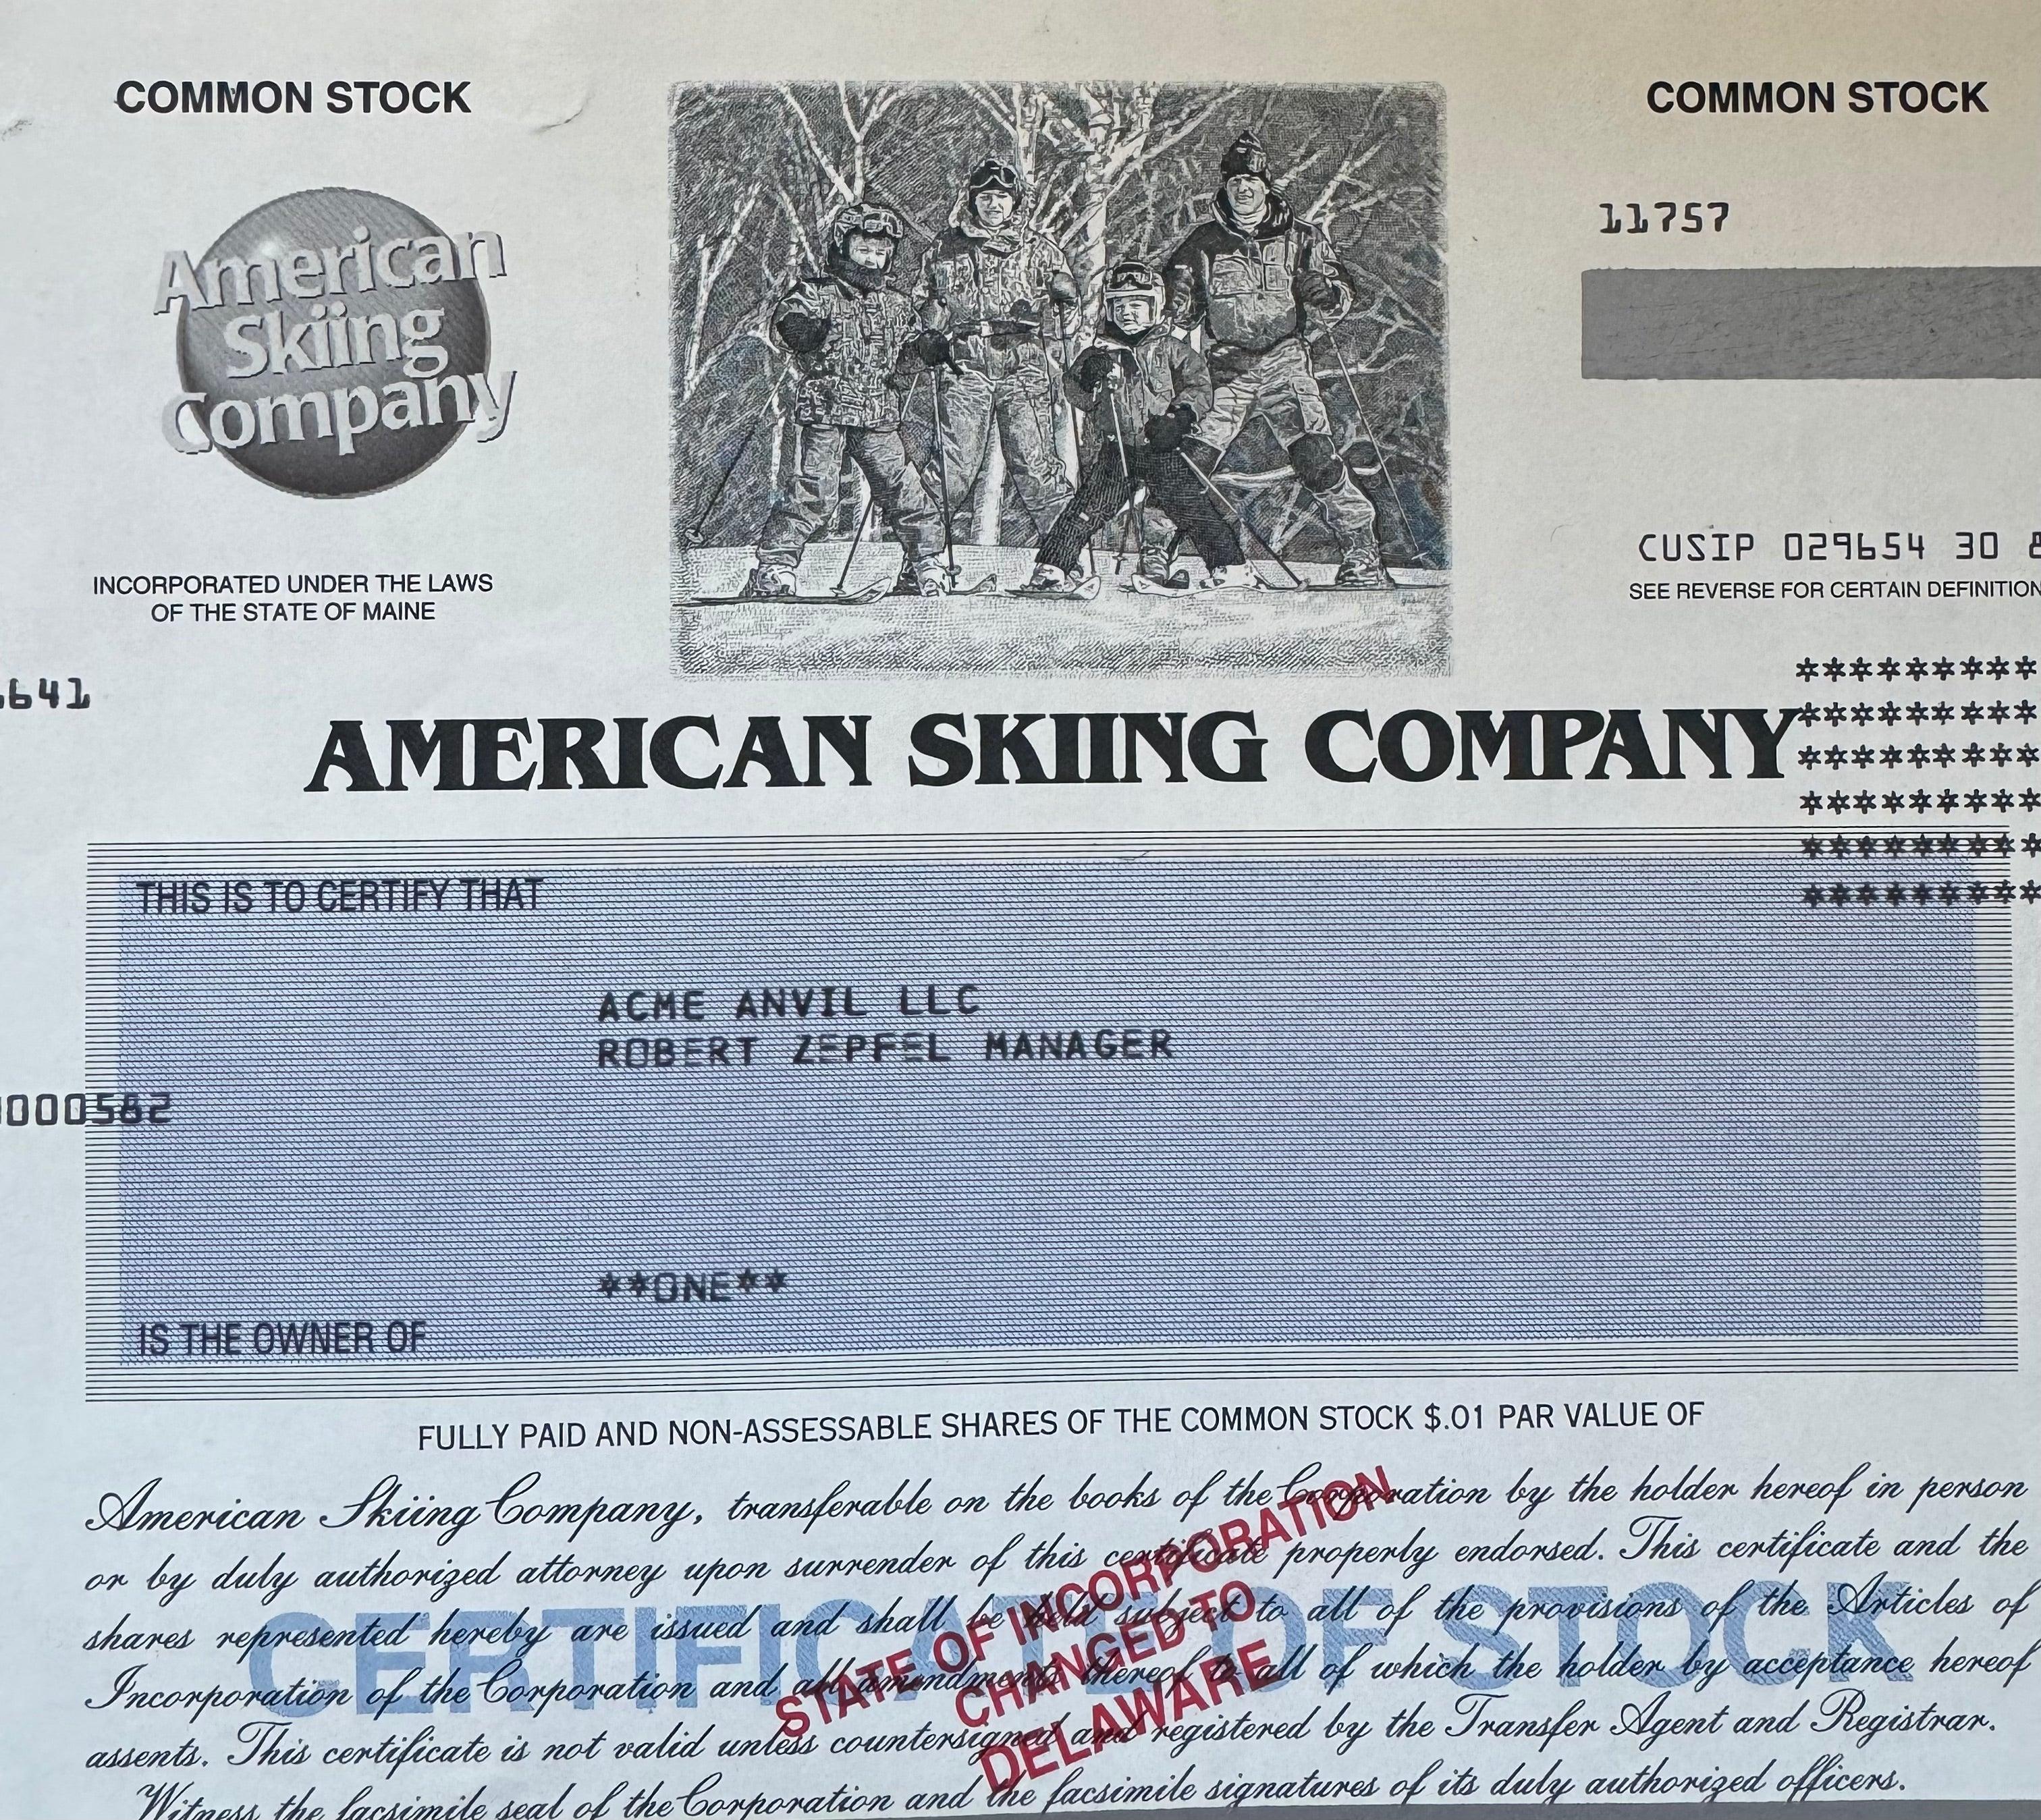 COMMON STOCK
COMMON STOCK
American
Skiing
Company
11757
INCORPORATED UNDER THE LAWS
OF THE STATE OF MAINE
CUSIP 029654 30
SEE REVERSE FOR CERTAIN DEFINITION
6641
*********
AMERICAN SKIING COMPANY*********
*********
*********
*********
*********
THIS IS TO CERTIFY THAT
ACME ANVIL LLC
ROBERT ZEPFEL MANAGER
000582
**ONE**
IS THE OWNER OF
FULLY PAID AND NON-ASSESSABLE SHARES OF THE COMMON STOCK $.01 PAR VALUE OF
American Skiing Company, transferable on the books of the Corporation by the holder hereof in person
or by duly authorized attorney upon surrender of this certificate properly endorsed. This certificate and the
shares represented hereby are issued and shall be held subject to all of the provisions of the Articles of
Incorporation of the Corporation and all amendments thereof to all of which the holder by acceptance hereof
assents. This certificate is not valid unless countersigned and registered by the Transfer Agent and Registrar.
Witness the facsimile seal of the Corporation and the facsimile signatures of its duly authorized officers.
CERTIFICATE OF STOCK
STATE OF INCORPORATION
CHANGED TO
DELAWARE